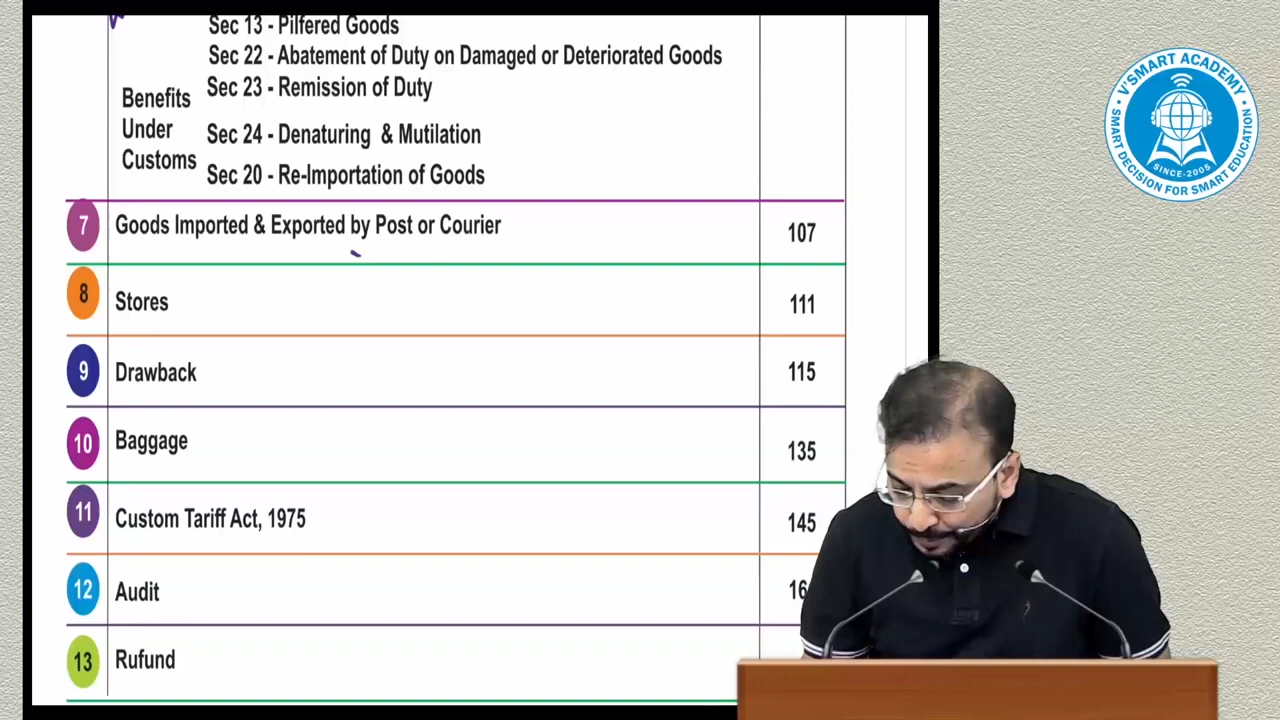 Sec 13 - Pilfered Goods
Sec 22 - Abatement of Duty on Damaged or Deteriorated Goods
Sec 23 - Remission of Duty
Benefits
Under
Customs
Sec 24 - Denaturing & Mutilation
Sec 20 - Re-Importation of Goods
7 Goods Imported & Exported by Post or Courier 107
8 Stores 111
9 Drawback 115
10 Baggage 135
11 Custom Tariff Act, 1975 145
12 Audit 16
13 Rufund
V'SMART ACADEMY
SINCE-2005
SMART DECISION FOR SMART EDUCATION